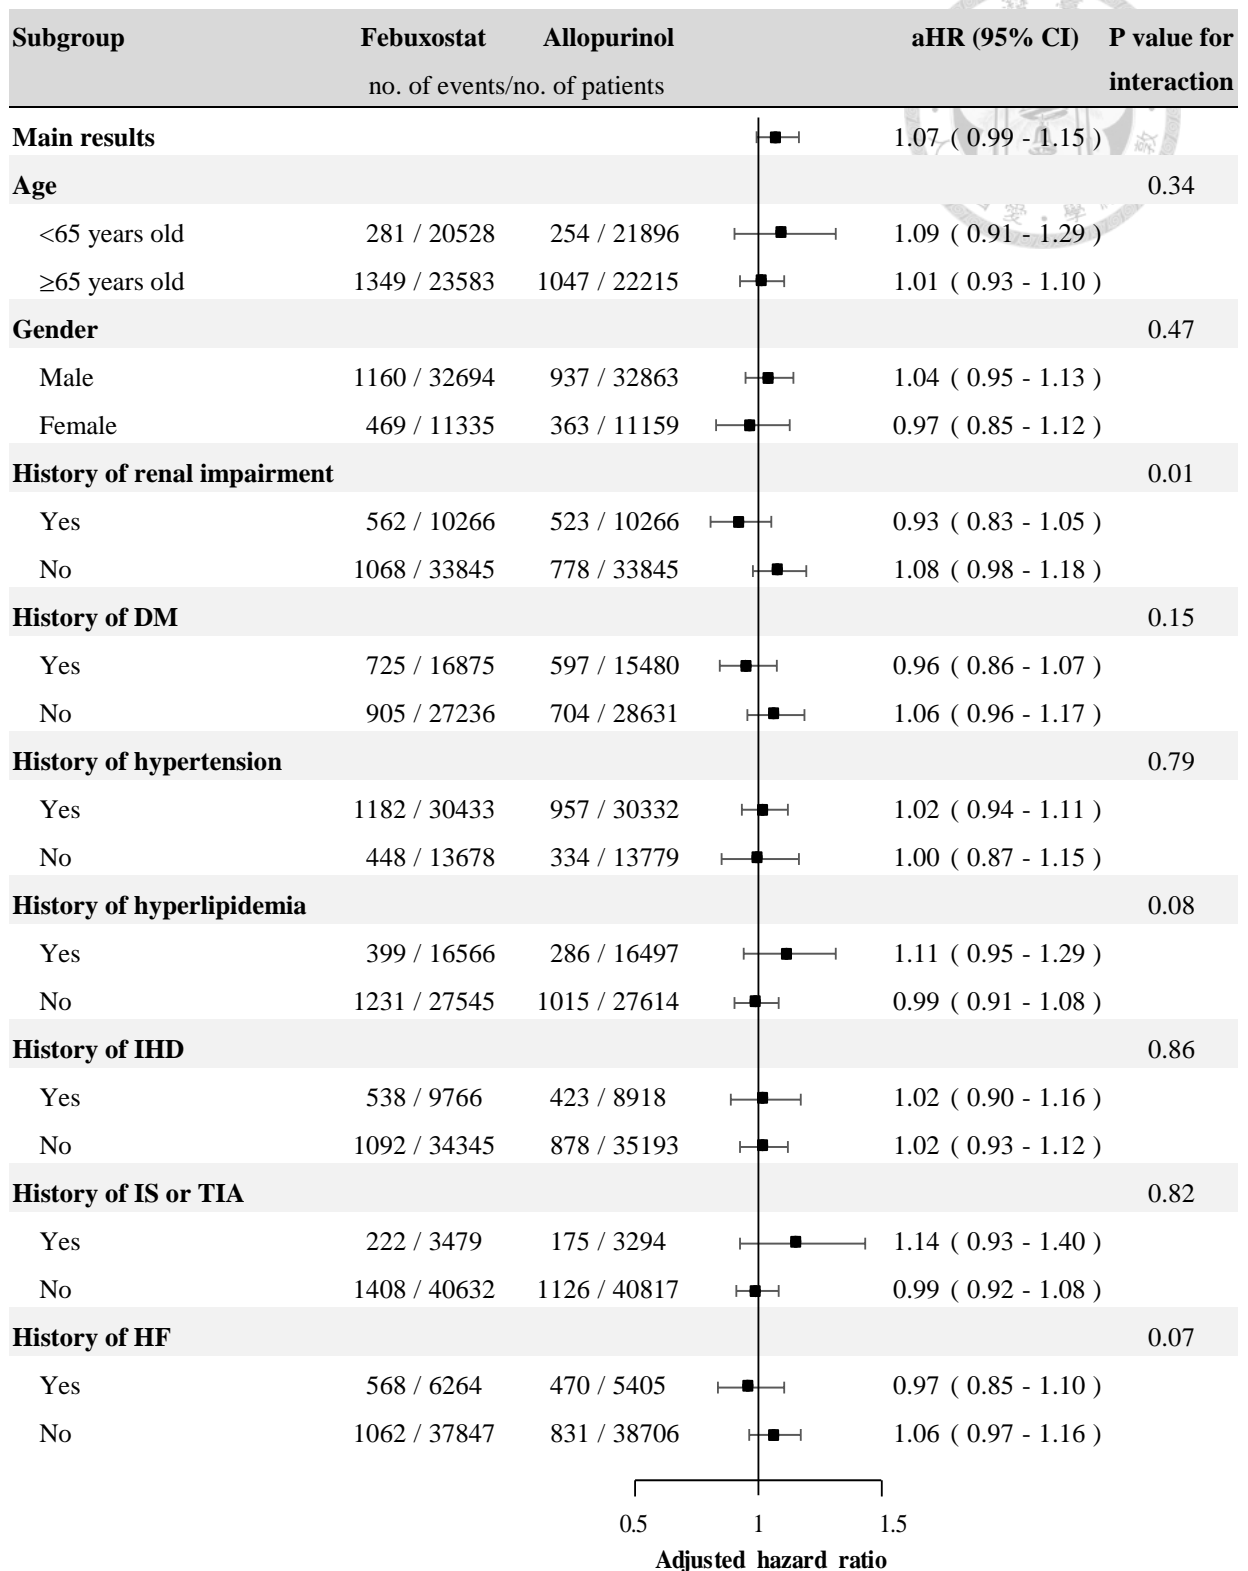 Subgroup Febuxostat Allopurinol aHR (95% CI) P value for
no. of events/no. of patients interaction
Main results 1.07 ( 0.99 - 1.15 )
Age 0.34
<65 years old 281 / 20528 254 / 21896 1.09 ( 0.91 - 1.29 )
≥65 years old 1349 / 23583 1047 / 22215 1.01 ( 0.93 - 1.10 )
Gender 0.47
Male 1160 / 32694 937 / 32863 1.04 ( 0.95 - 1.13 )
Female 469 / 11335 363 / 11159 0.97 ( 0.85 - 1.12 )
History of renal impairment 0.01
Yes 562 / 10266 523 / 10266 0.93 ( 0.83 - 1.05 )
No 1068 / 33845 778 / 33845 1.08 ( 0.98 - 1.18 )
History of DM 0.15
Yes 725 / 16875 597 / 15480 0.96 ( 0.86 - 1.07 )
No 905 / 27236 704 / 28631 1.06 ( 0.96 - 1.17 )
History of hypertension 0.79
Yes 1182 / 30433 957 / 30332 1.02 ( 0.94 - 1.11 )
No 448 / 13678 334 / 13779 1.00 ( 0.87 - 1.15 )
History of hyperlipidemia 0.08
Yes 399 / 16566 286 / 16497 1.11 ( 0.95 - 1.29 )
No 1231 / 27545 1015 / 27614 0.99 ( 0.91 - 1.08 )
History of IHD 0.86
Yes 538 / 9766 423 / 8918 1.02 ( 0.90 - 1.16 )
No 1092 / 34345 878 / 35193 1.02 ( 0.93 - 1.12 )
History of IS or TIA 0.82
Yes 222 / 3479 175 / 3294 1.14 ( 0.93 - 1.40 )
No 1408 / 40632 1126 / 40817 0.99 ( 0.92 - 1.08 )
History of HF 0.07
Yes 568 / 6264 470 / 5405 0.97 ( 0.85 - 1.10 )
No 1062 / 37847 831 / 38706 1.06 ( 0.97 - 1.16 )
0.5 1 1.5
Adjusted hazard ratio